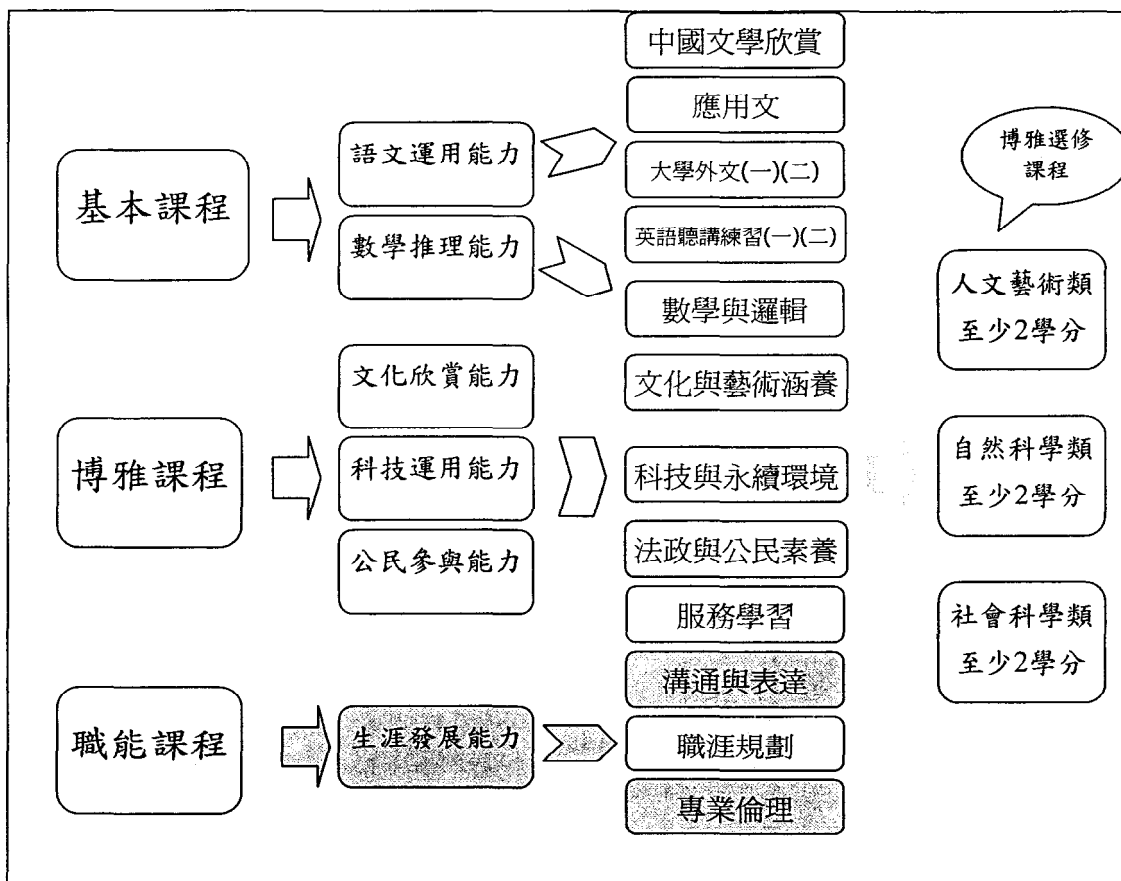 基本課程
語文運用能力
數學推理能力
中國文學欣賞
應用文
大學外文(一)(二)
英語聽講練習(一)(二)
數學與邏輯
博雅課程
文化欣賞能力
科技運用能力
公民參與能力
文化與藝術涵養
科技與永續環境
法政與公民素養
服務學習
職能課程
生涯發展能力
溝通與表達
職涯規劃
專業倫理
博雅選修
課程
人文藝術類
至少2學分
自然科學類
至少2學分
社會科學類
至少2學分